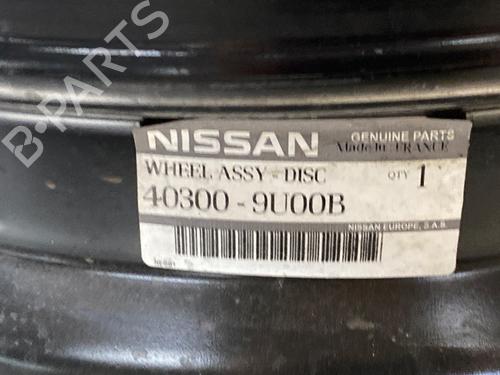 NISSAN GENUINE PARTS
Made in FRANCE
WHEEL ASSY - DISC QTY 1
40300 - 9U00B
NISSAN EUROPE, S.A.S.
B-PARTS